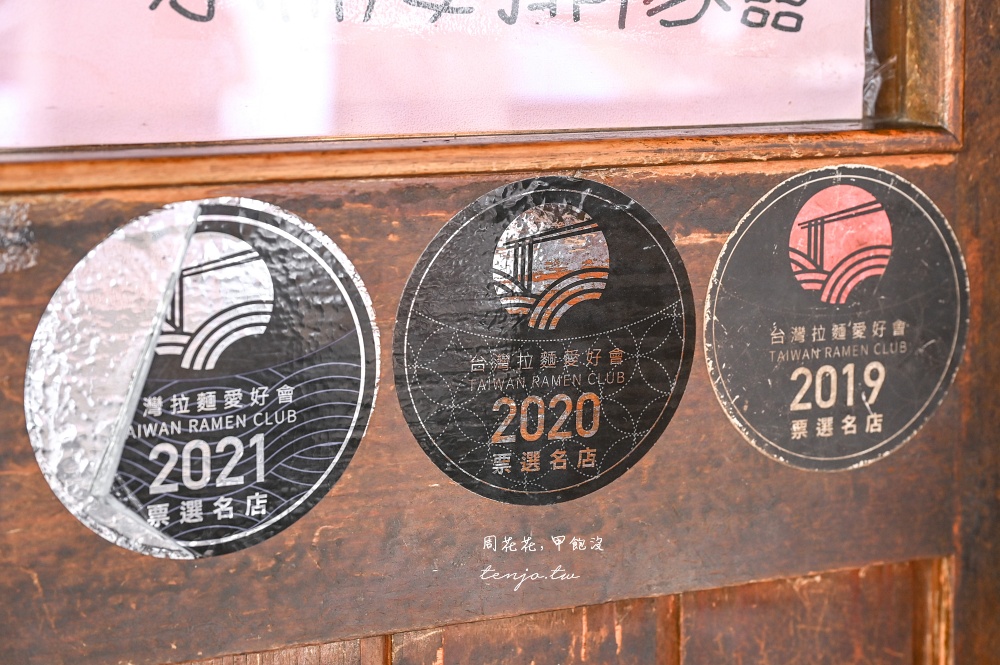 灣拉麵愛好會
AIWAN RAMEN CLUB
2021
票選名店
台灣拉麵愛好會
TAIWAN RAMEN CLUB
2020
票選名店
台灣拉麵愛好會
TAIWAN RAMEN CLUB
2019
票選名店
周花花,甲飽沒
tenjo.tw